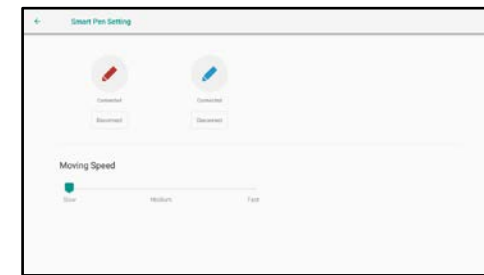 Smart Pen Setting
Connected Connected
Disconnect Disconnect
Moving Speed
Slow Medium Fast